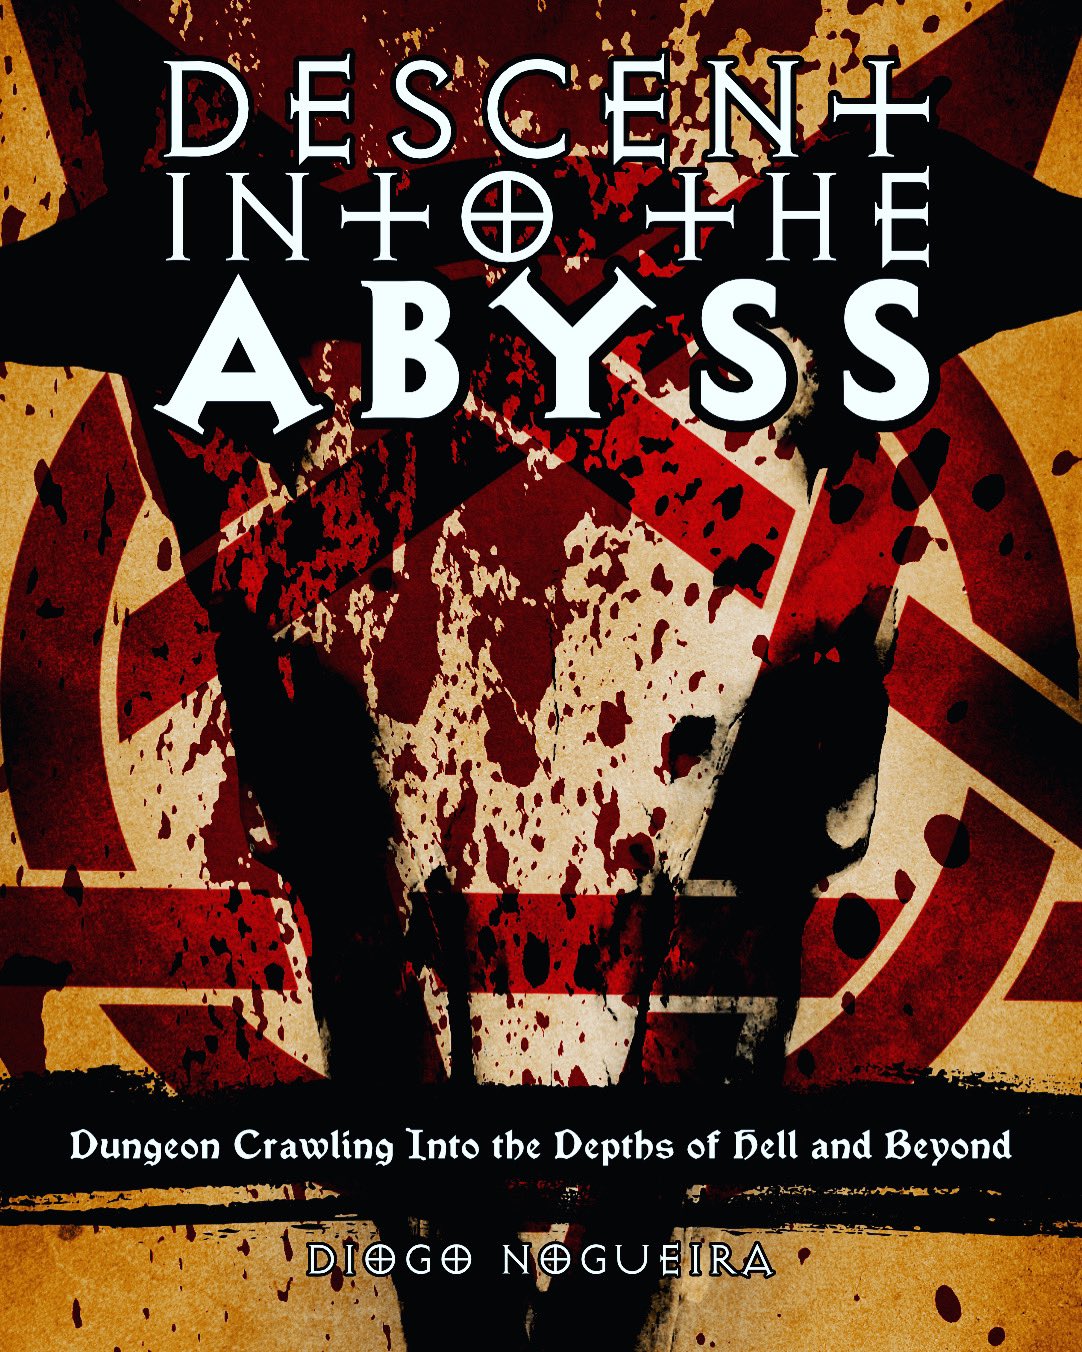 DESCENT
INTO THE
ABYSS
Dungeon Crawling Into the Depths of Hell and Beyond
DIOGO NOGUEIRA